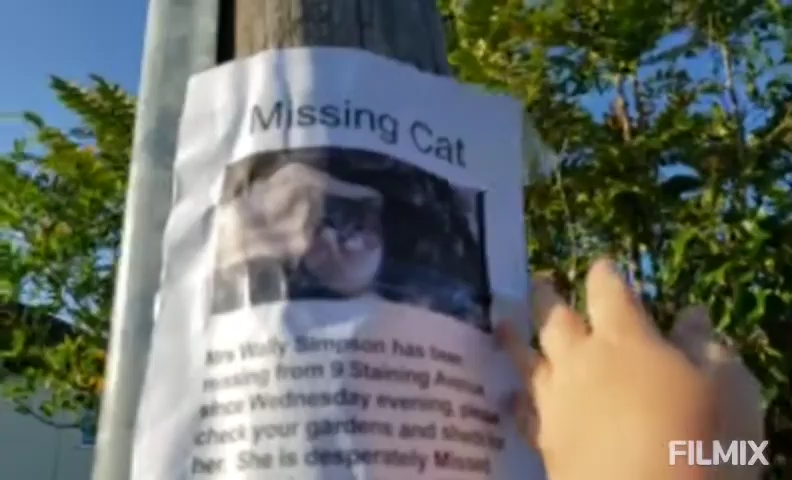 Missing Cat
Mrs Wally Simpson has been
missing from 9 Staining Avenue
since Wednesday evening, please
check your gardens and sheds for
her. She is desperately Missed
FILMIX